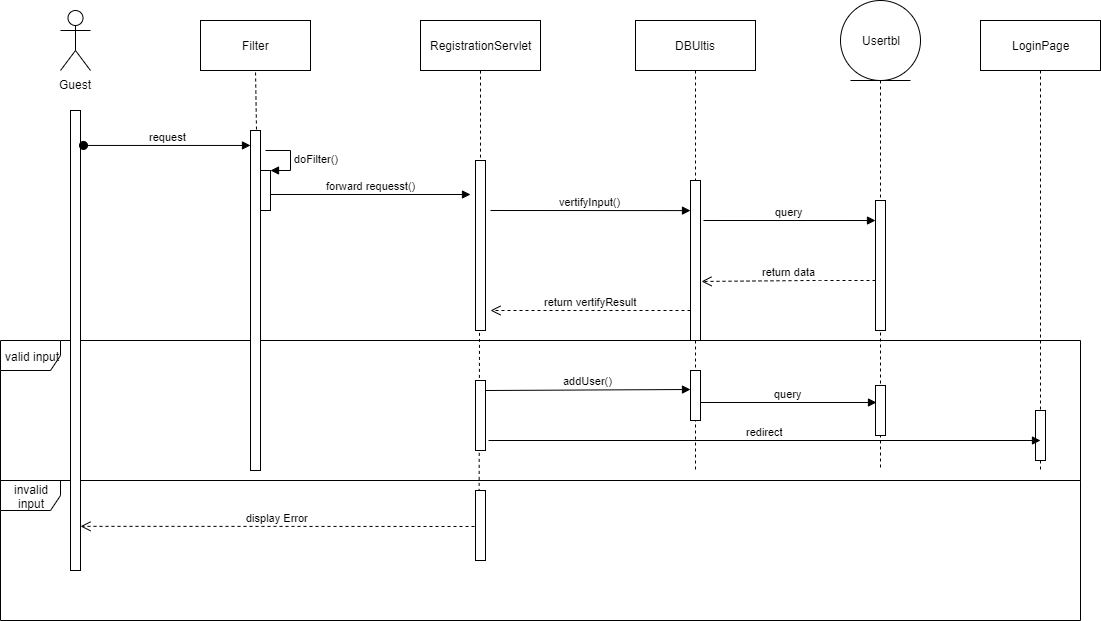 Filter
RegistrationServlet
DBUltis
Usertbl
LoginPage
Guest
request
doFilter()
forward requesst()
vertifyInput()
query
return data
return vertifyResult
valid input
addUser()
query
redirect
invalid
input
display Error